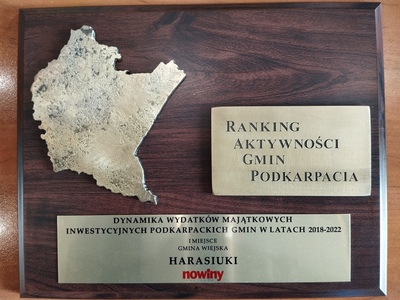 RANKING
AKTYWNOŚCI
GMIN
PODKARPACIA
DYNAMIKA WYDATKÓW MAJĄTKOWYCH
INWESTYCYJNYCH PODKARPACKICH GMIN W LATACH 2018-2022
I MIEJSCE
GMINA WIEJSKA
HARASIUKI
nowiny